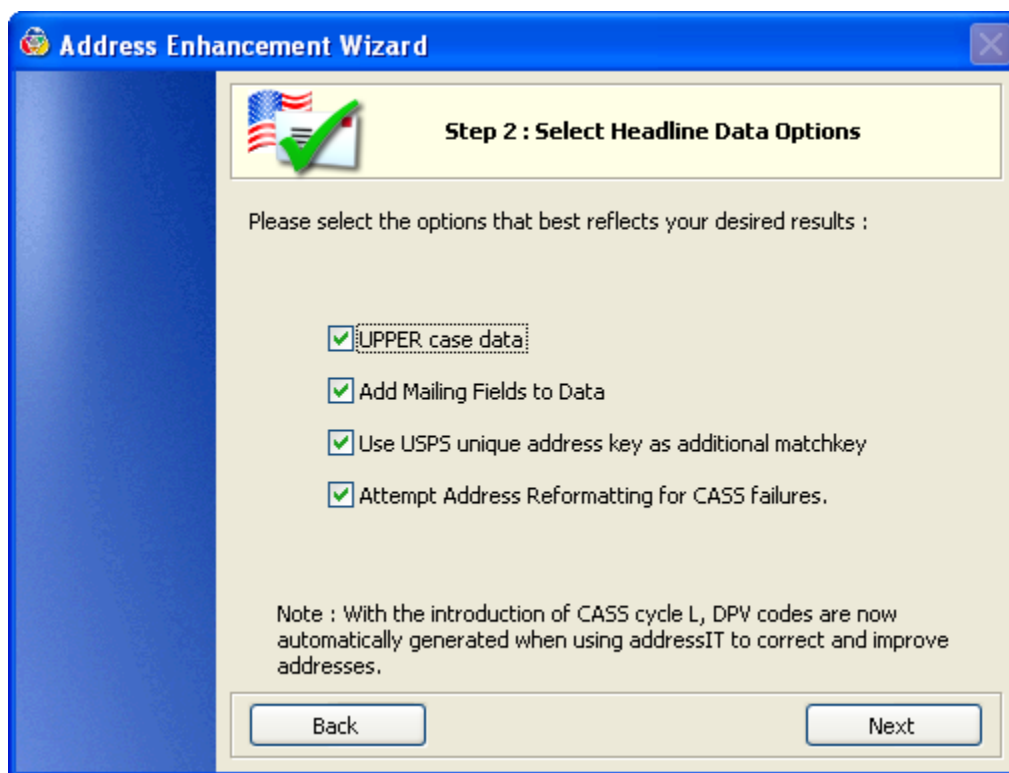 Address Enhancement Wizard
Step 2 : Select Headline Data Options
Please select the options that best reflects your desired results :
UPPER case data
Add Mailing Fields to Data
Use USPS unique address key as additional matchkey
Attempt Address Reformatting for CASS failures.
Note : With the introduction of CASS cycle L, DPV codes are now
automatically generated when using addressIT to correct and improve
addresses.
Back
Next